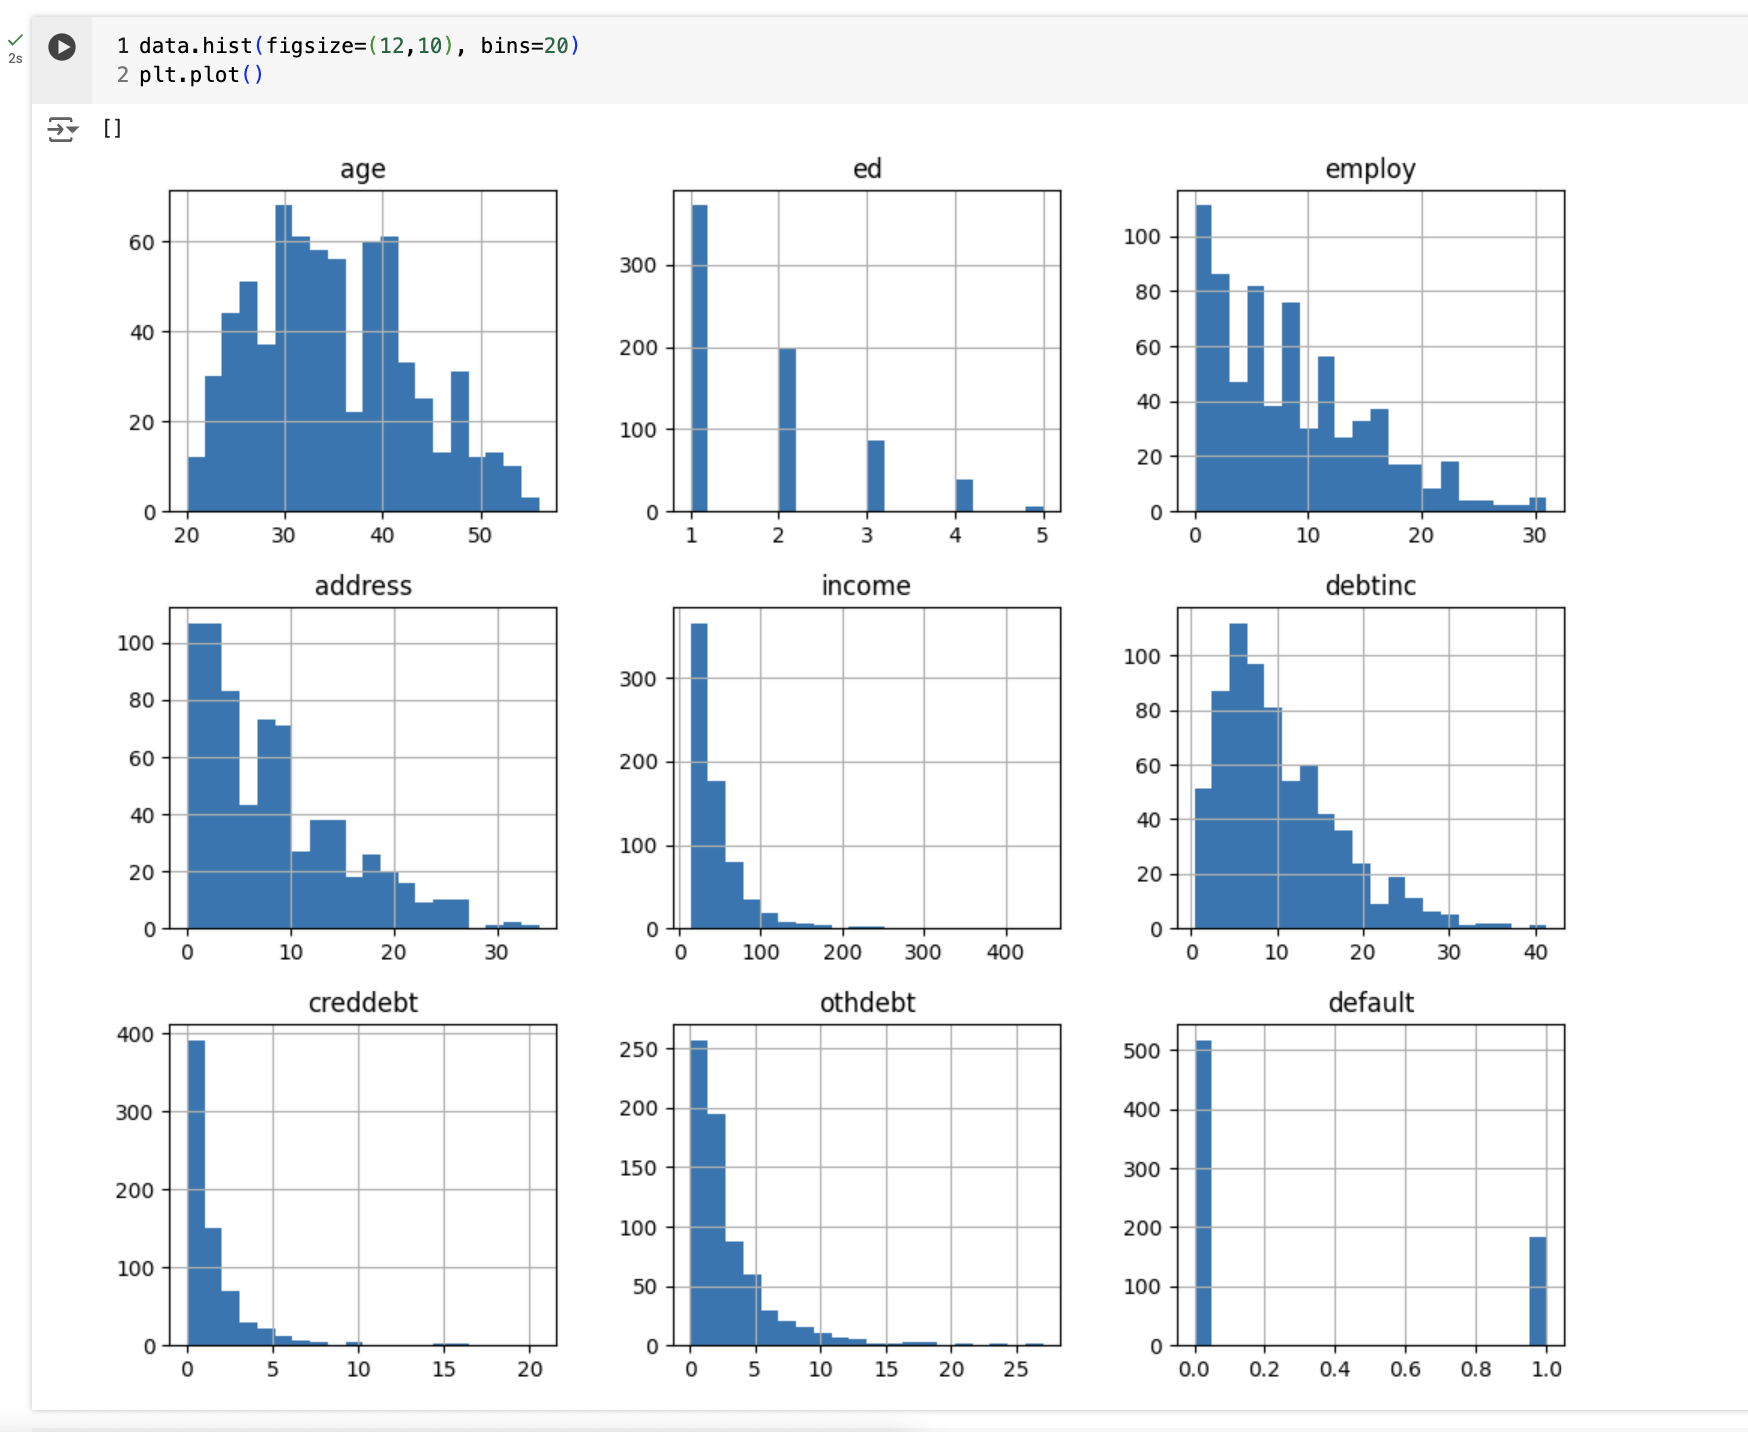 2s
1 data.hist(figsize=(12,10), bins=20)
2 plt.plot()
[]
age
ed
employ
60
40
20
0
20 30 40 50
300
200
100
0
1 2 3 4 5
100
80
60
40
20
0
0 10 20 30
address
income
debtinc
100
80
60
40
20
0
0 10 20 30
300
200
100
0
0 100 200 300 400
100
80
60
40
20
0
0 10 20 30 40
creddebt
othdebt
default
400
300
200
100
0
0 5 10 15 20
250
200
150
100
50
0
0 5 10 15 20 25
500
400
300
200
100
0
0.0 0.2 0.4 0.6 0.8 1.0